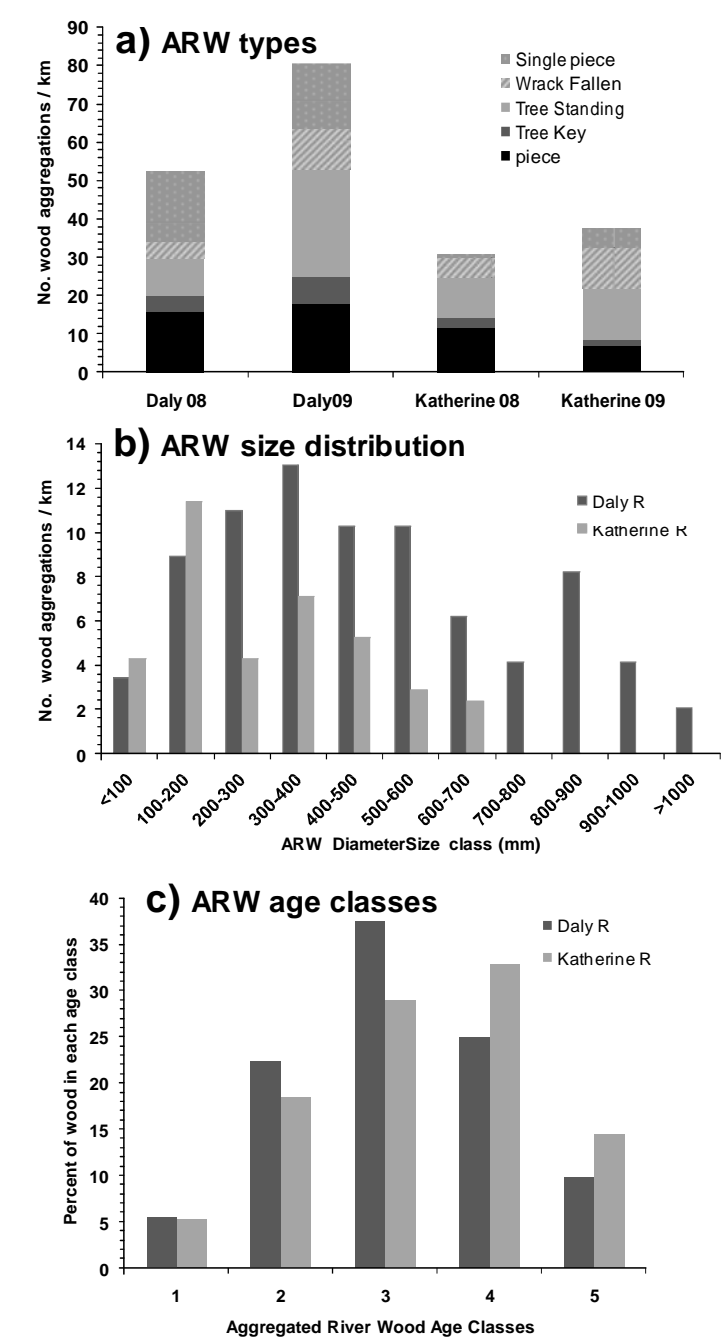 a) ARW types
No. wood aggregations / km
90
80
70
60
50
40
30
20
10
0
Single piece
Wrack Fallen
Tree Standing
Tree Key
piece
Daly 08
Daly09
Katherine 08
Katherine 09
b) ARW size distribution
No. wood aggregations / km
14
12
10
8
6
4
2
0
Daly R
Katherine R
<100
100-200
200-300
300-400
400-500
500-600
600-700
700-800
800-900
900-1000
>1000
ARW DiameterSize class (mm)
c) ARW age classes
Percent of wood in each age class
40
35
30
25
20
15
10
5
0
Daly R
Katherine R
1
2
3
4
5
Aggregated River Wood Age Classes